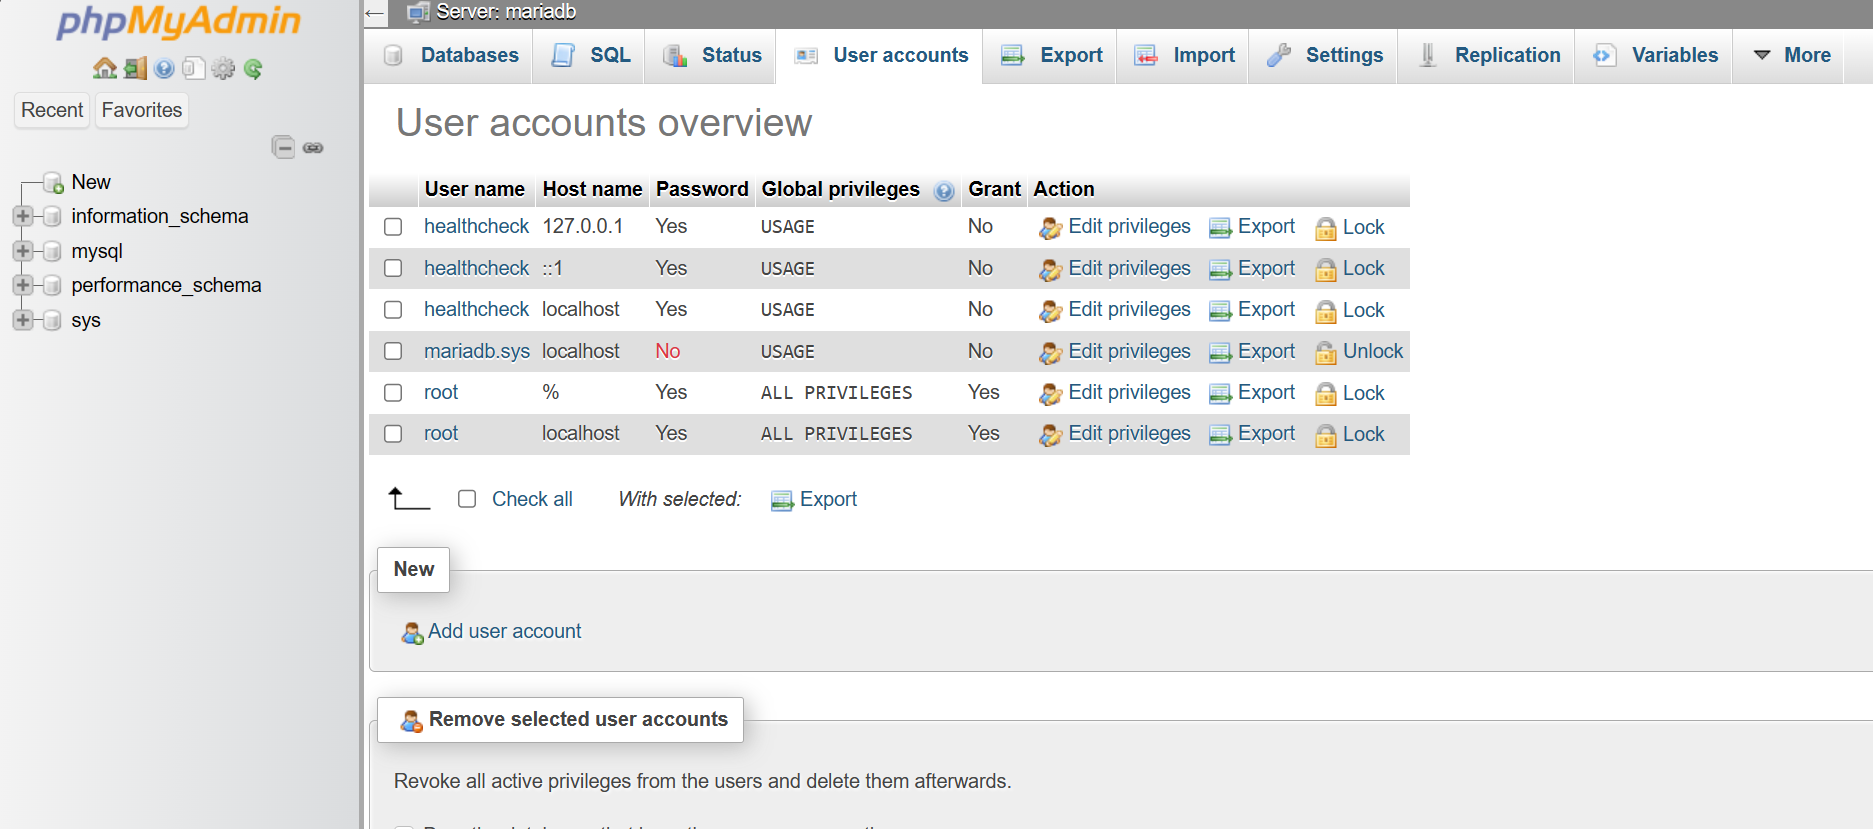 phpMyAdmin
Recent Favorites
New
information_schema
mysql
performance_schema
sys
Server: mariadb
Databases SQL Status User accounts Export Import Settings Replication Variables More
User accounts overview
User name Host name Password Global privileges Grant Action
healthcheck 127.0.0.1 Yes USAGE No Edit privileges Export Lock
healthcheck ::1 Yes USAGE No Edit privileges Export Lock
healthcheck localhost Yes USAGE No Edit privileges Export Lock
mariadb.sys localhost No USAGE No Edit privileges Export Unlock
root % Yes ALL PRIVILEGES Yes Edit privileges Export Lock
root localhost Yes ALL PRIVILEGES Yes Edit privileges Export Lock
Check all With selected: Export
New
Add user account
Remove selected user accounts
Revoke all active privileges from the users and delete them afterwards.